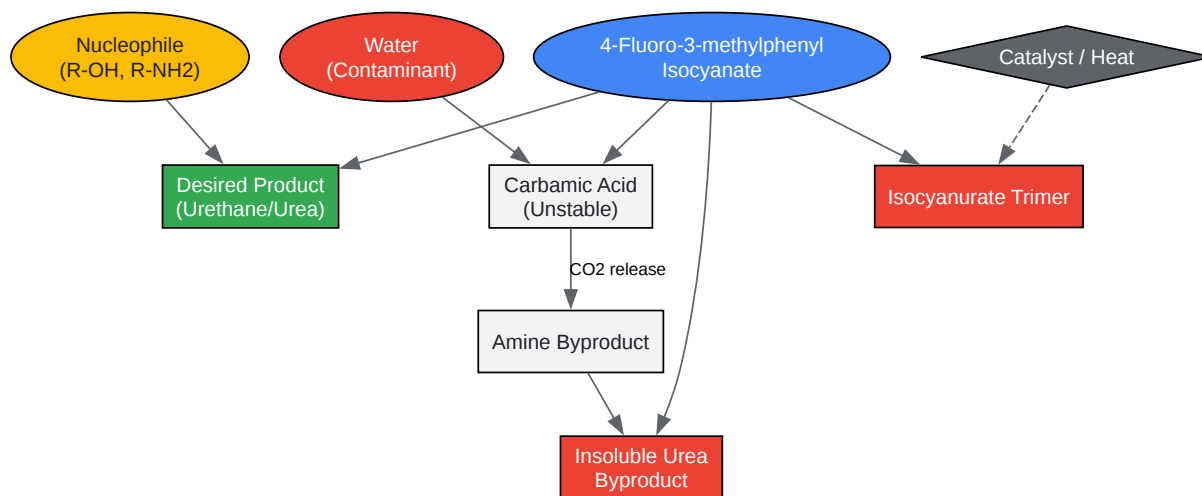 Nucleophile
(R-OH, R-NH2)
Water
(Contaminant)
4-Fluoro-3-methylphenyl
Isocyanate
Catalyst / Heat
Desired Product
(Urethane/Urea)
Carbamic Acid
(Unstable)
Isocyanurate Trimer
CO2 release
Amine Byproduct
Insoluble Urea
Byproduct